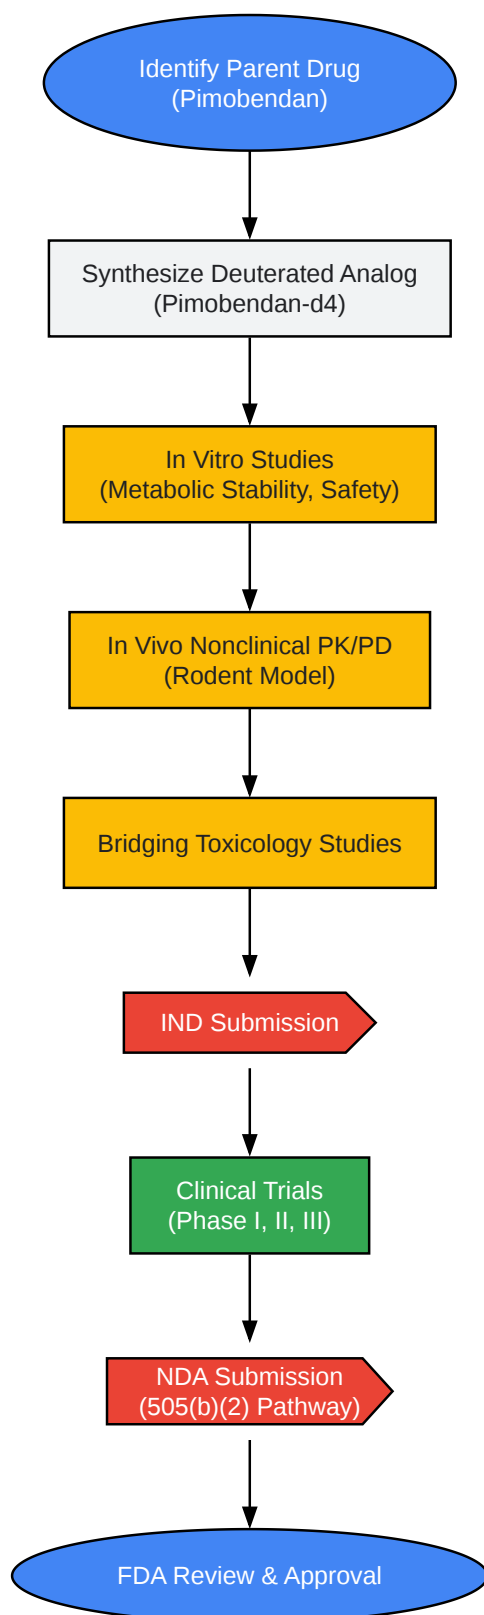 Identify Parent Drug
(Pimobendan)
Synthesize Deuterated Analog
(Pimobendan-d4)
In Vitro Studies
(Metabolic Stability, Safety)
In Vivo Nonclinical PK/PD
(Rodent Model)
Bridging Toxicology Studies
IND Submission
Clinical Trials
(Phase I, II, III)
NDA Submission
(505(b)(2) Pathway)
FDA Review & Approval